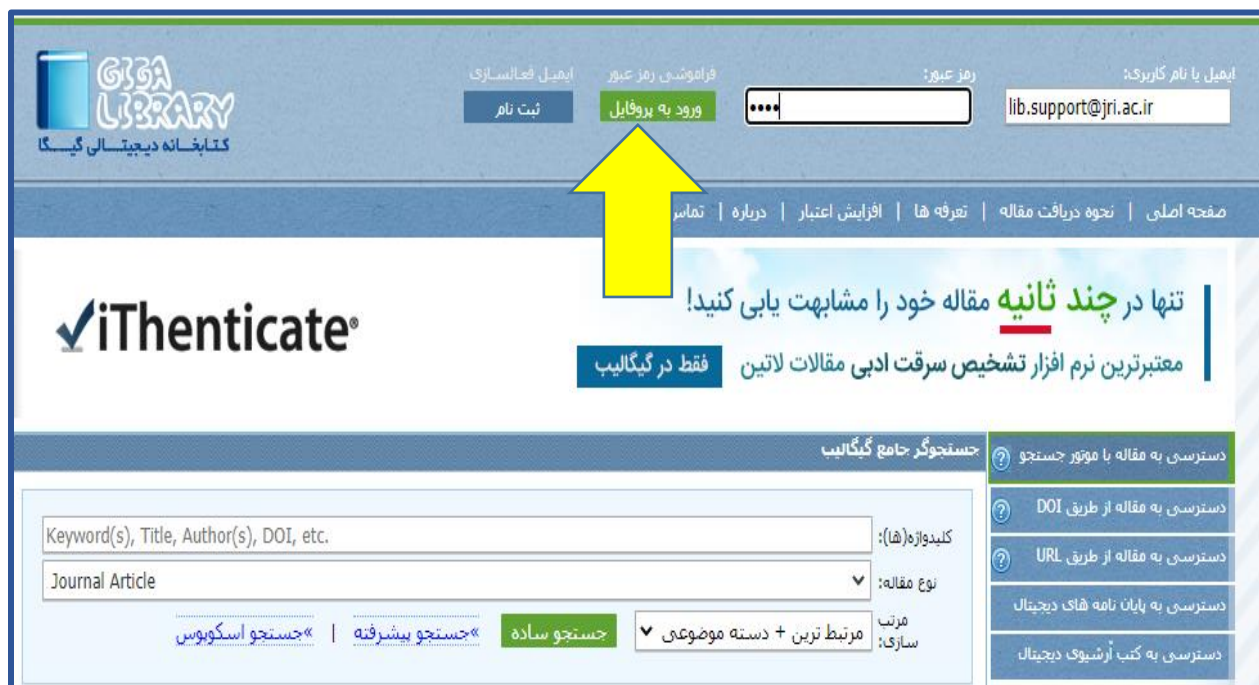 ایمیل یا نام کاربری:
رمز عبور:
فراموشی رمز عبور
ایمیل فعالسازی
lib.support@jri.ac.ir
ورود به پروفایل
ثبت نام
GIGA
LIBRARY
کتابخانه دیجیتالی گیگا
صفحه اصلی | نحوه دریافت مقاله | تعرفه ها | افزایش اعتبار | درباره |
تنها در چند ثانیه مقاله خود را مشابهت یابی کنید!
معتبرترین نرم افزار تشخیص سرقت ادبی مقالات لاتین فقط در گیگالیب
iThenticate®
دسترسی به مقاله با موتور جستجو ?
دسترسی به مقاله از طریق DOI ?
دسترسی به مقاله از طریق URL ?
دسترسی به پایان نامه های دیجیتال
دسترسی به کتب آرشیوی دیجیتال
جستجوگر جامع گیگالیب
کلیدواژه(ها): Keyword(s), Title, Author(s), DOI, etc.
نوع مقاله: Journal Article
مرتب سازی: مرتبط ترین + دسته موضوعی جستجو ساده »جستجو پیشرفته | »جستجو اسکوپوس